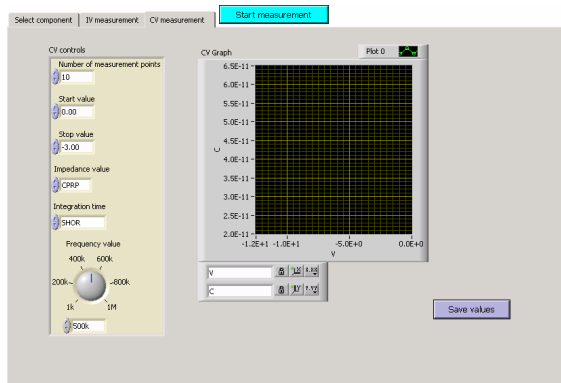 Select component IV measurement CV measurement Start measurement
CV controls
Number of measurement points
10
Start value
0.00
Stop value
-3.00
Impedance value
CPRP
Integration time
SHOR
Frequency value
400k 600k
200k 800k
1k 1M
500k
CV Graph Plot 0
6.5E-11
6.0E-11
5.5E-11
5.0E-11
4.5E-11
4.0E-11
3.5E-11
3.0E-11
2.5E-11
2.0E-11
C
-1.2E+1 -1.0E+1 -5.0E+0 0.0E+0
V
V
C
Save values